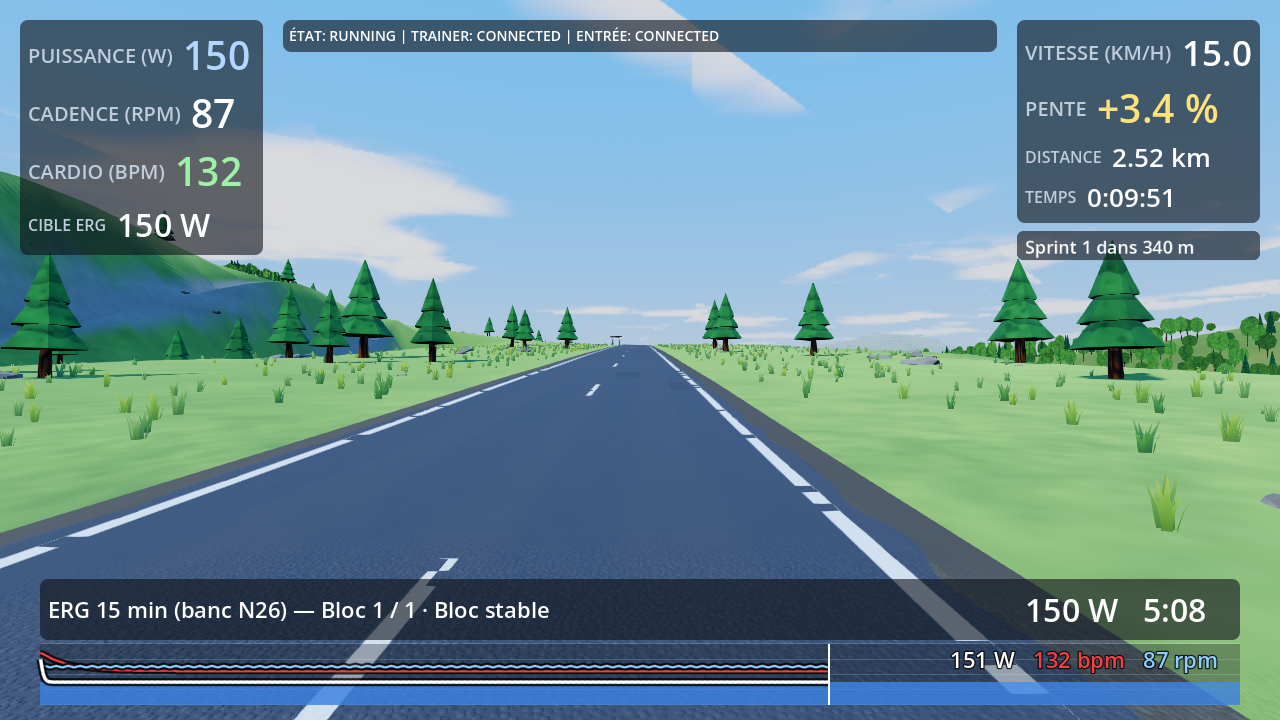 PUISSANCE (W) 150
CADENCE (RPM) 87
CARDIO (BPM) 132
CIBLE ERG 150 W
ÉTAT: RUNNING | TRAINER: CONNECTED | ENTRÉE: CONNECTED
VITESSE (KM/H) 15.0
PENTE +3.4 %
DISTANCE 2.52 km
TEMPS 0:09:51
Sprint 1 dans 340 m
ERG 15 min (banc N26) — Bloc 1 / 1 · Bloc stable 150 W 5:08
151 W 132 bpm 87 rpm